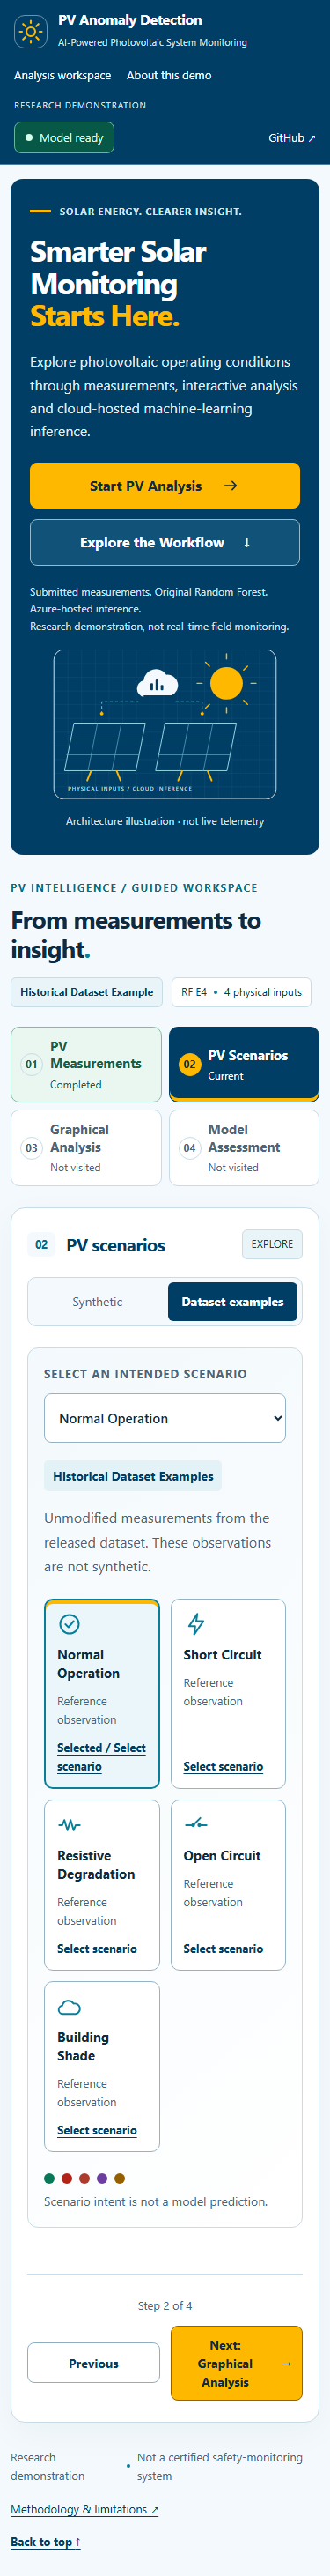 PV Anomaly Detection
AI-Powered Photovoltaic System Monitoring
Analysis workspace About this demo
RESEARCH DEMONSTRATION
Model ready
GitHub ↗
SOLAR ENERGY. CLEARER INSIGHT.
Smarter Solar
Monitoring
Starts Here.
Explore photovoltaic operating conditions
through measurements, interactive analysis
and cloud-hosted machine-learning
inference.
Start PV Analysis →
Explore the Workflow ↓
Submitted measurements. Original Random Forest.
Azure-hosted inference.
Research demonstration, not real-time field monitoring.
PHYSICAL INPUTS / CLOUD INFERENCE
Architecture illustration · not live telemetry
PV INTELLIGENCE / GUIDED WORKSPACE
From measurements to
insight.
Historical Dataset Example
RF E4 • 4 physical inputs
01
PV
Measurements
Completed
02
PV Scenarios
Current
03
Graphical
Analysis
Not visited
04
Model
Assessment
Not visited
02 PV scenarios
EXPLORE
Synthetic
Dataset examples
SELECT AN INTENDED SCENARIO
Normal Operation
Historical Dataset Examples
Unmodified measurements from the
released dataset. These observations
are not synthetic.
Normal
Operation
Reference
observation
Selected / Select
scenario
Short Circuit
Reference
observation
Select scenario
Resistive
Degradation
Reference
observation
Select scenario
Open Circuit
Reference
observation
Select scenario
Building
Shade
Reference
observation
Select scenario
Scenario intent is not a model prediction.
Step 2 of 4
Previous
Next:
Graphical
Analysis
→
Research
demonstration
•
Not a certified safety-monitoring
system
Methodology & limitations ↗
Back to top ↑